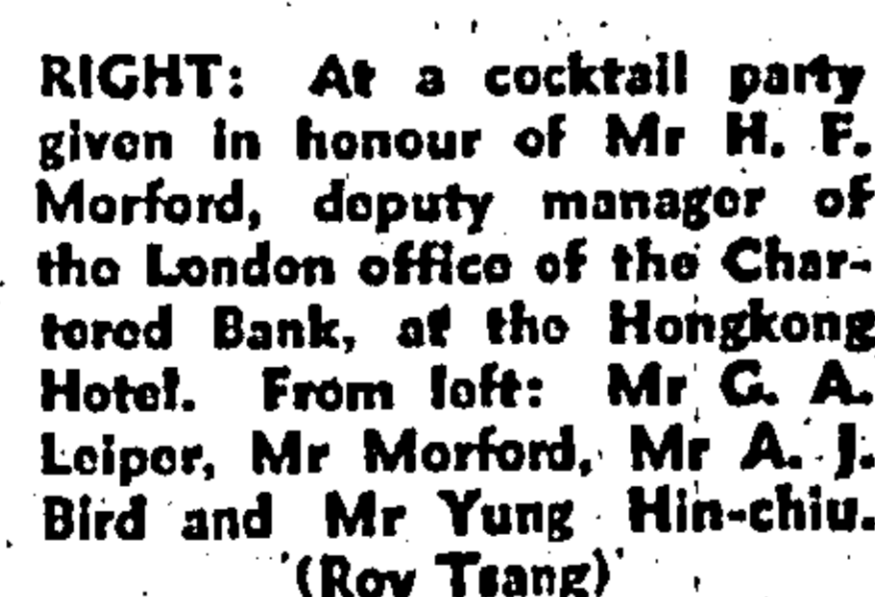 RIGHT: At a cocktail party
given in honour of Mr H. F.
Morford, deputy manager of
the London office of the Char-
tered Bank, at the Hongkong
Hotel. From left: Mr G. A.
Leiper, Mr Morford, Mr A. J.
Bird and Mr Yung Hin-chiu.
(Roy Tsang)